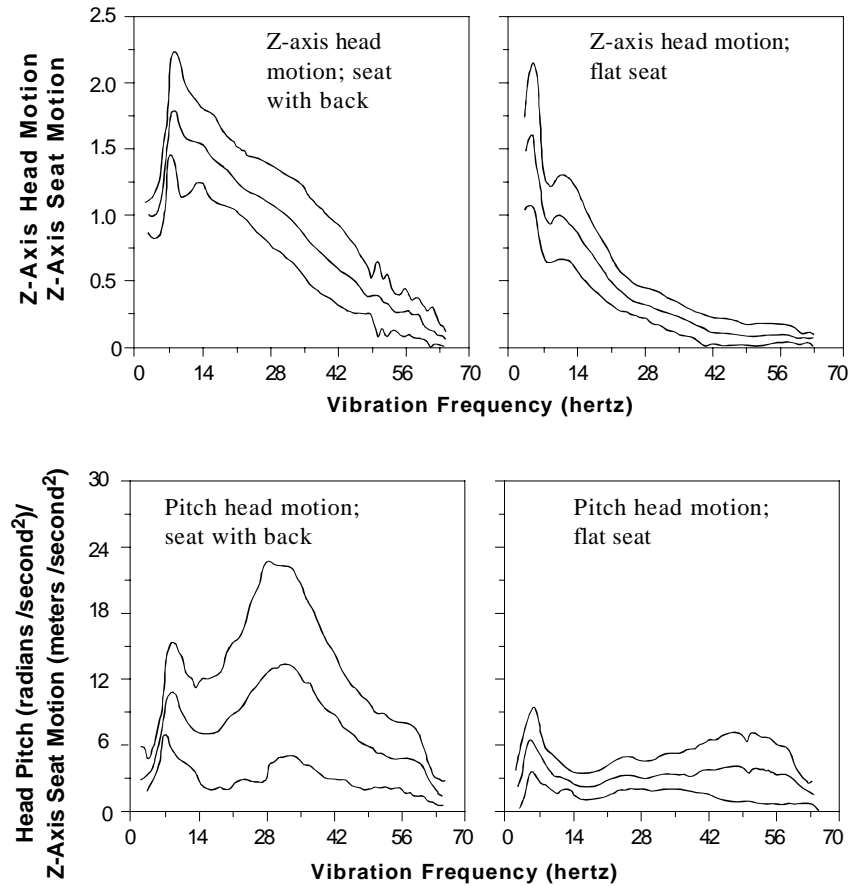 Z-Axis Head Motion
Z-Axis Seat Motion
2.5
2.0
1.5
1.0
0.5
0
Z-axis head
motion; seat
with back
Z-axis head motion;
flat seat
0 14 28 42 56 70
0 14 28 42 56 70
Vibration Frequency (hertz)
Head Pitch (radians /second²)/
Z-Axis Seat Motion (meters /second²)
30
24
18
12
6
0
Pitch head motion;
seat with back
Pitch head motion;
flat seat
0 14 28 42 56 70
0 14 28 42 56 70
Vibration Frequency (hertz)